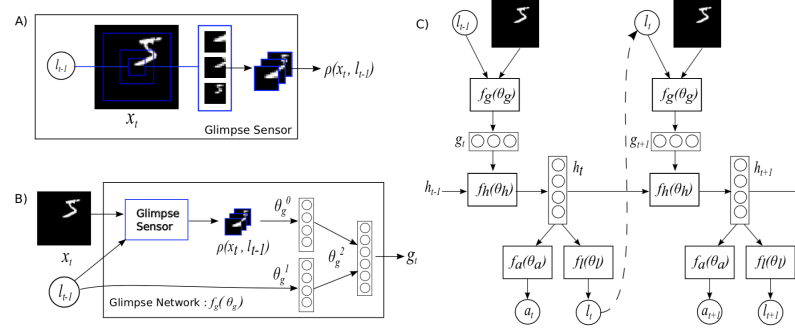 A)
l_{t-1}
x_t
ρ(x_t , l_{t-1})
Glimpse Sensor
B)
x_t
l_{t-1}
Glimpse
Sensor
ρ(x_t , l_{t-1})
θ_g^0
θ_g^1
θ_g^2
g_t
Glimpse Network : f_g( θ_g )
C)
l_{t-1}
l_t
f_g(θ_g)
f_g(θ_g)
g_t
g_{t+1}
h_{t-1}
f_h(θ_h)
h_t
f_h(θ_h)
h_{t+1}
f_a(θ_a)
f_l(θ_l)
f_a(θ_a)
f_l(θ_l)
a_t
l_t
a_{t+1}
l_{t+1}